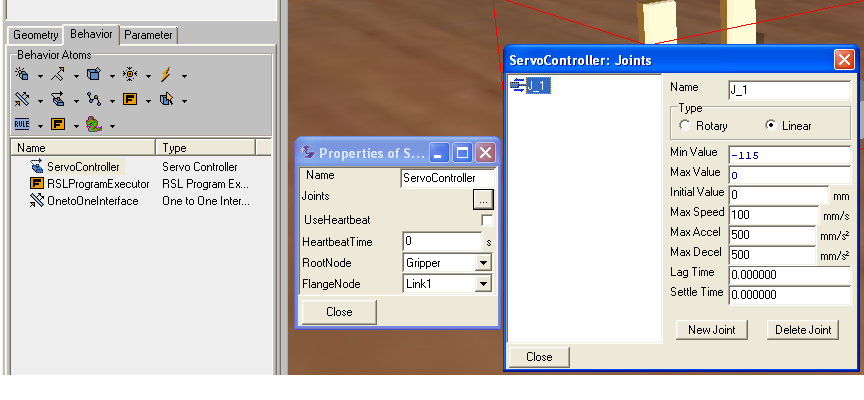 Geometry Behavior Parameter
Behavior Atoms
RULE
Name Type
ServoController Servo Controller
RSLProgramExecutor RSL Program Ex...
OnetoOneInterface One to One Inter...
Properties of S...
Name ServoController
Joints ...
UseHeartbeat
HeartbeatTime 0 s
RootNode Gripper
FlangeNode Link1
Close
ServoController: Joints
J_1
Name J_1
Type
Rotary Linear
Min Value -115
Max Value 0
Initial Value 0 mm
Max Speed 100 mm/s
Max Accel 500 mm/s²
Max Decel 500 mm/s²
Lag Time 0.000000
Settle Time 0.000000
New Joint Delete Joint
Close